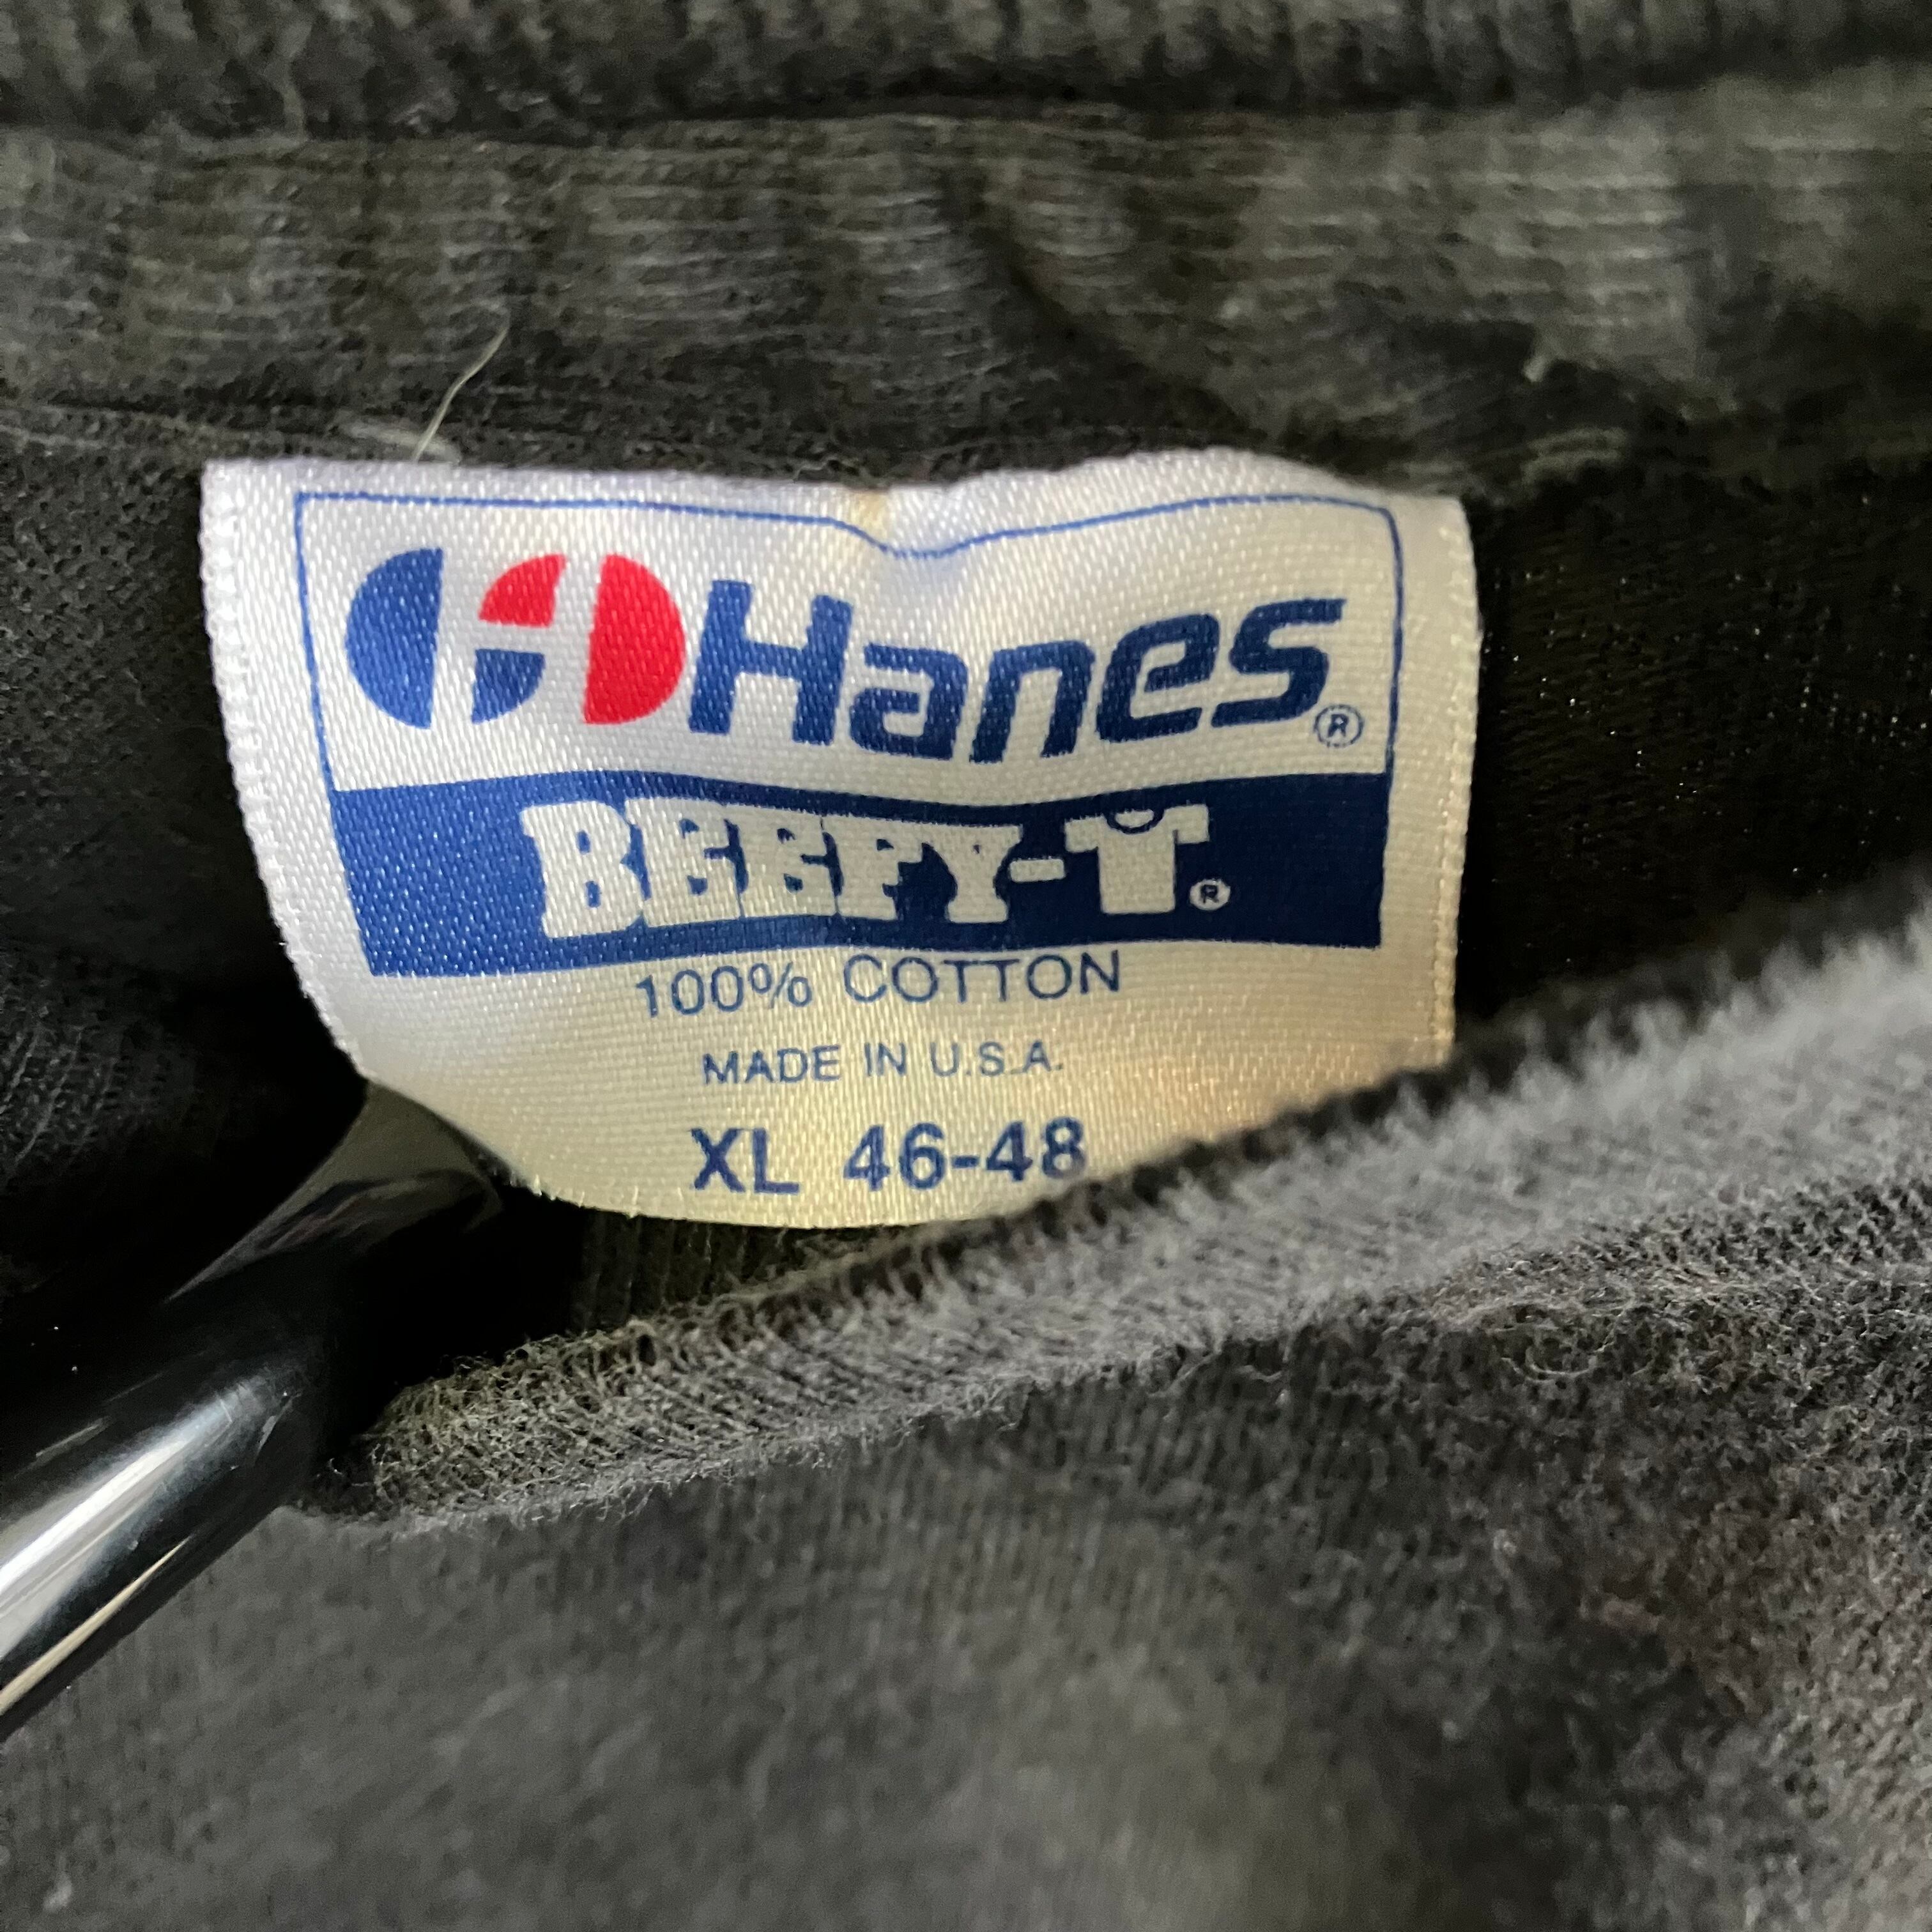 Hanes®
BEEFY-T®
100% COTTON
MADE IN U.S.A.
XL 46-48